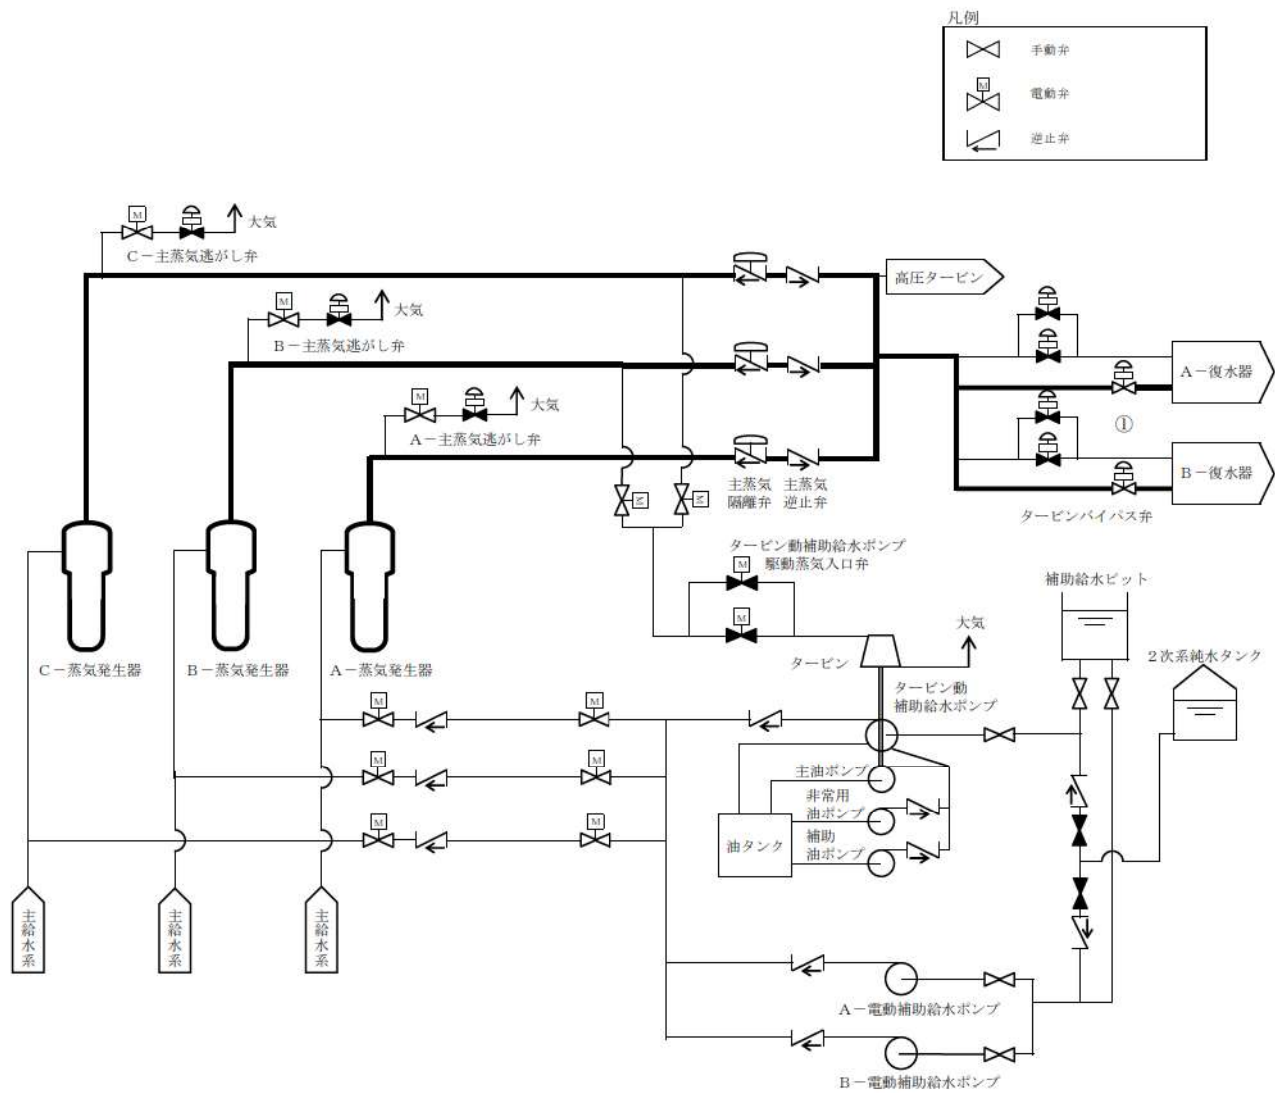 凡例
手動弁
M
電動弁
逆止弁
M
大気
C－主蒸気逃がし弁
高圧タービン
M
大気
B－主蒸気逃がし弁
A－復水器
M
大気
A－主蒸気逃がし弁
①
B－復水器
主蒸気
隔離弁
主蒸気
逆止弁
M
M
タービンバイパス弁
タービン動補助給水ポンプ
駆動蒸気入口弁
M
M
補助給水ピット
大気
2次系純水タンク
C－蒸気発生器
B－蒸気発生器
A－蒸気発生器
タービン
タービン動
補助給水ポンプ
M
M
M
M
M
M
主油ポンプ
非常用
油ポンプ
補助
油ポンプ
油タンク
主給水系
主給水系
主給水系
A－電動補助給水ポンプ
B－電動補助給水ポンプ